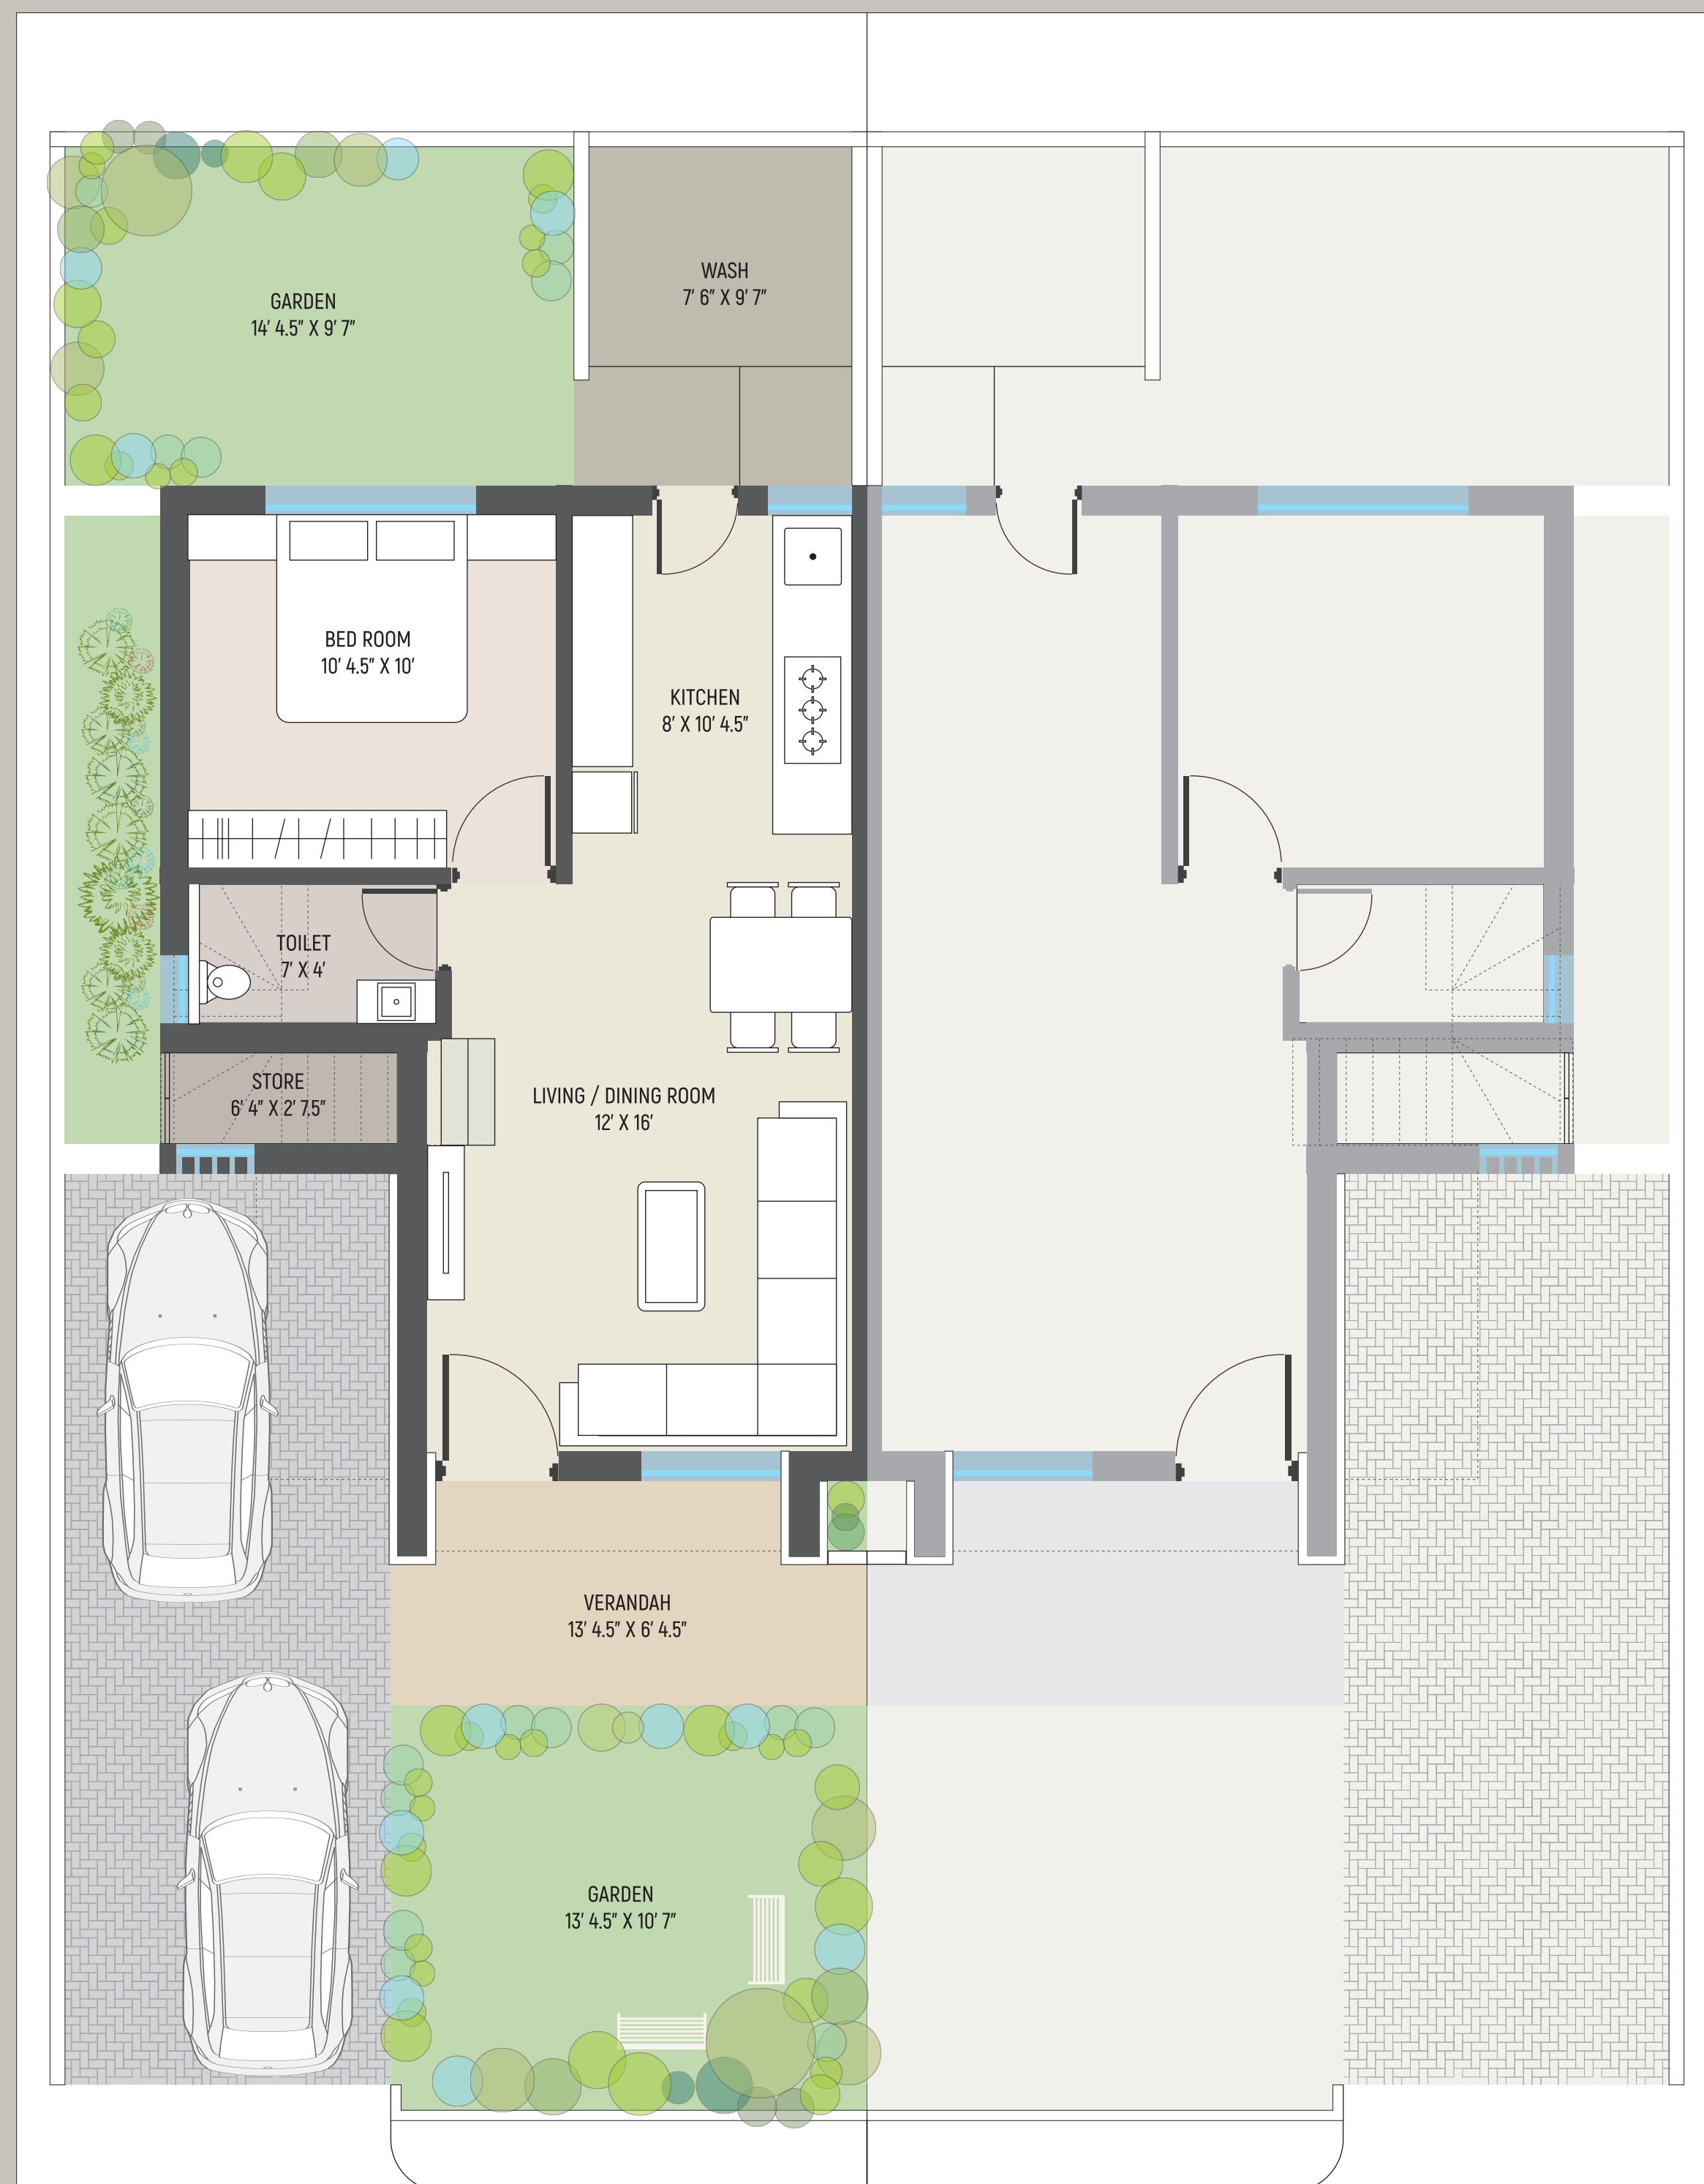 WASH
7' 6" X 9' 7"
GARDEN
14' 4.5" X 9' 7"
BED ROOM
10' 4.5" X 10'
KITCHEN
8' X 10' 4.5"
TOILET
7' X 4'
STORE
6' 4" X 2' 7.5"
LIVING / DINING ROOM
12' X 16'
VERANDAH
13' 4.5" X 6' 4.5"
GARDEN
13' 4.5" X 10' 7"